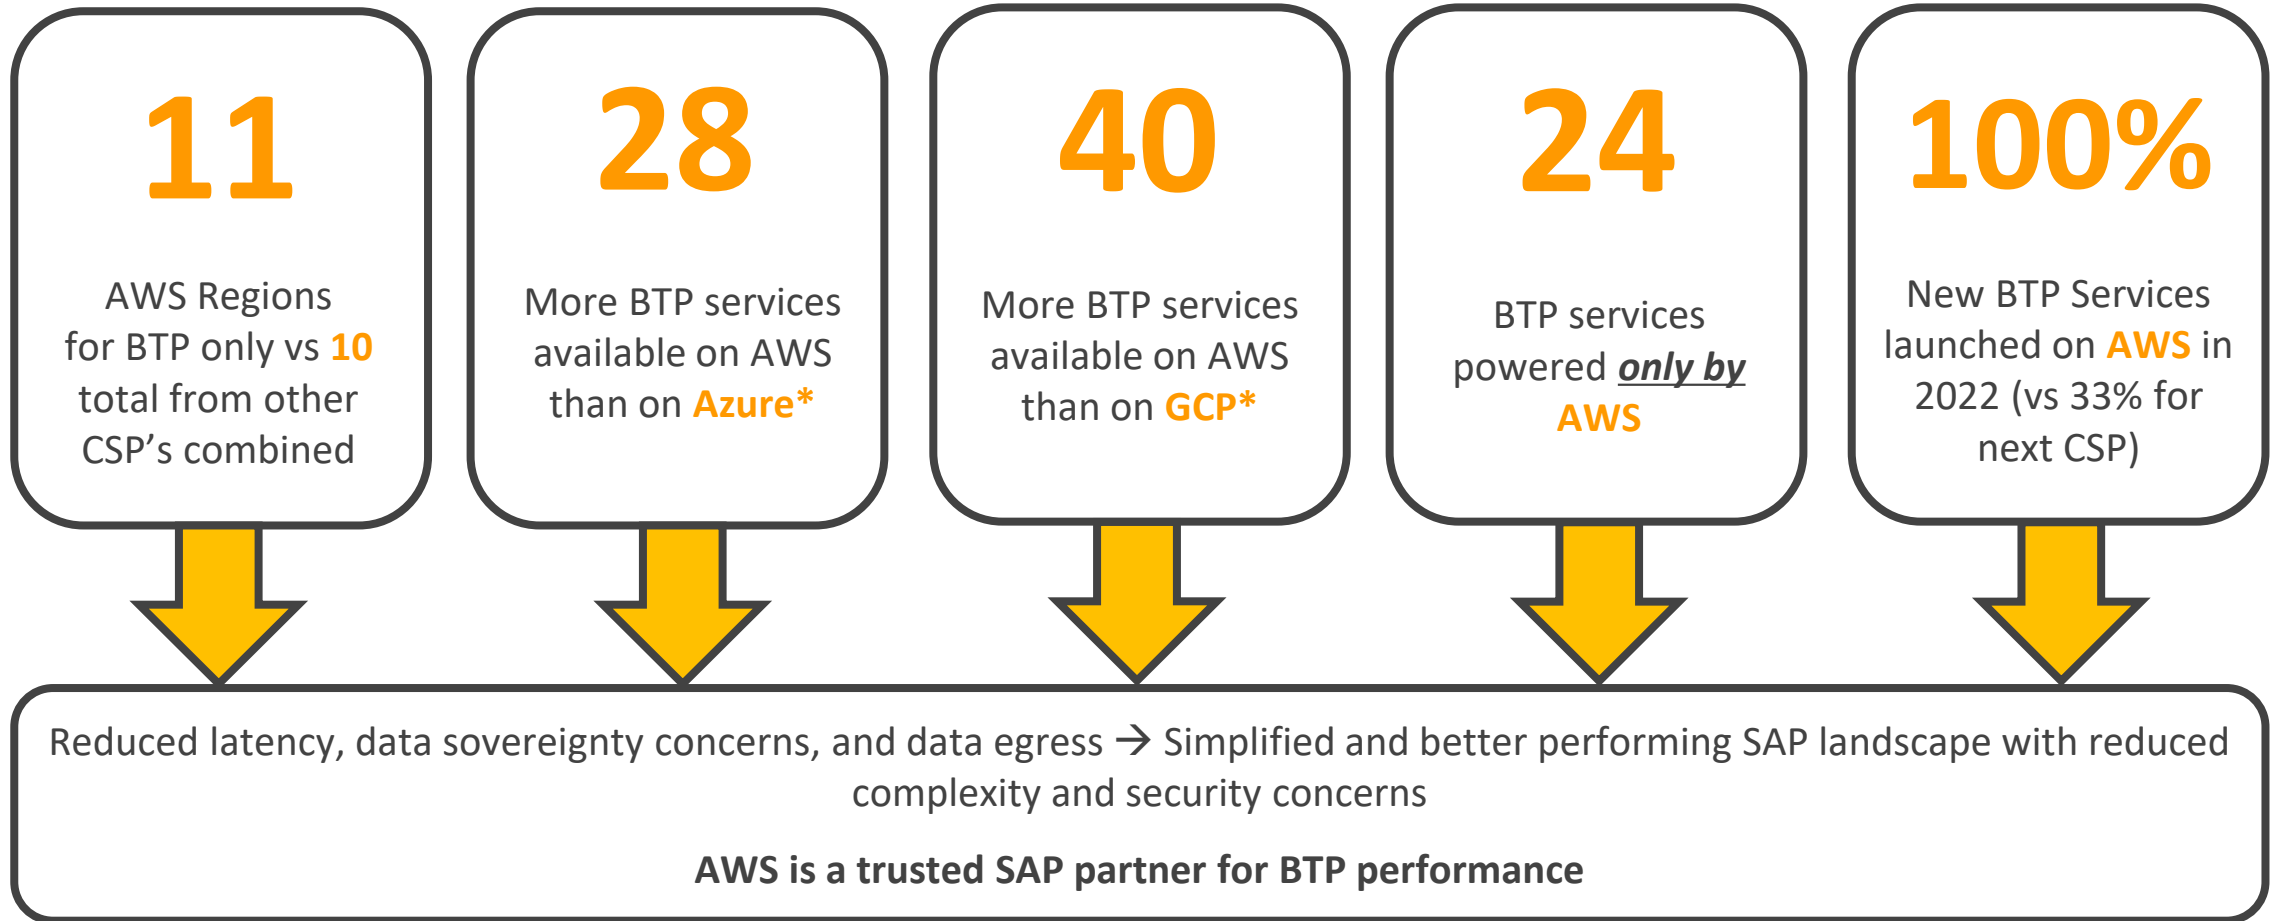 11
AWS Regions
for BTP only vs 10
total from other
CSP’s combined
28
More BTP services
available on AWS
than on Azure*
40
More BTP services
available on AWS
than on GCP*
24
BTP services
powered only by
AWS
100%
New BTP Services
launched on AWS in
2022 (vs 33% for
next CSP)
Reduced latency, data sovereignty concerns, and data egress → Simplified and better performing SAP landscape with reduced
complexity and security concerns
AWS is a trusted SAP partner for BTP performance